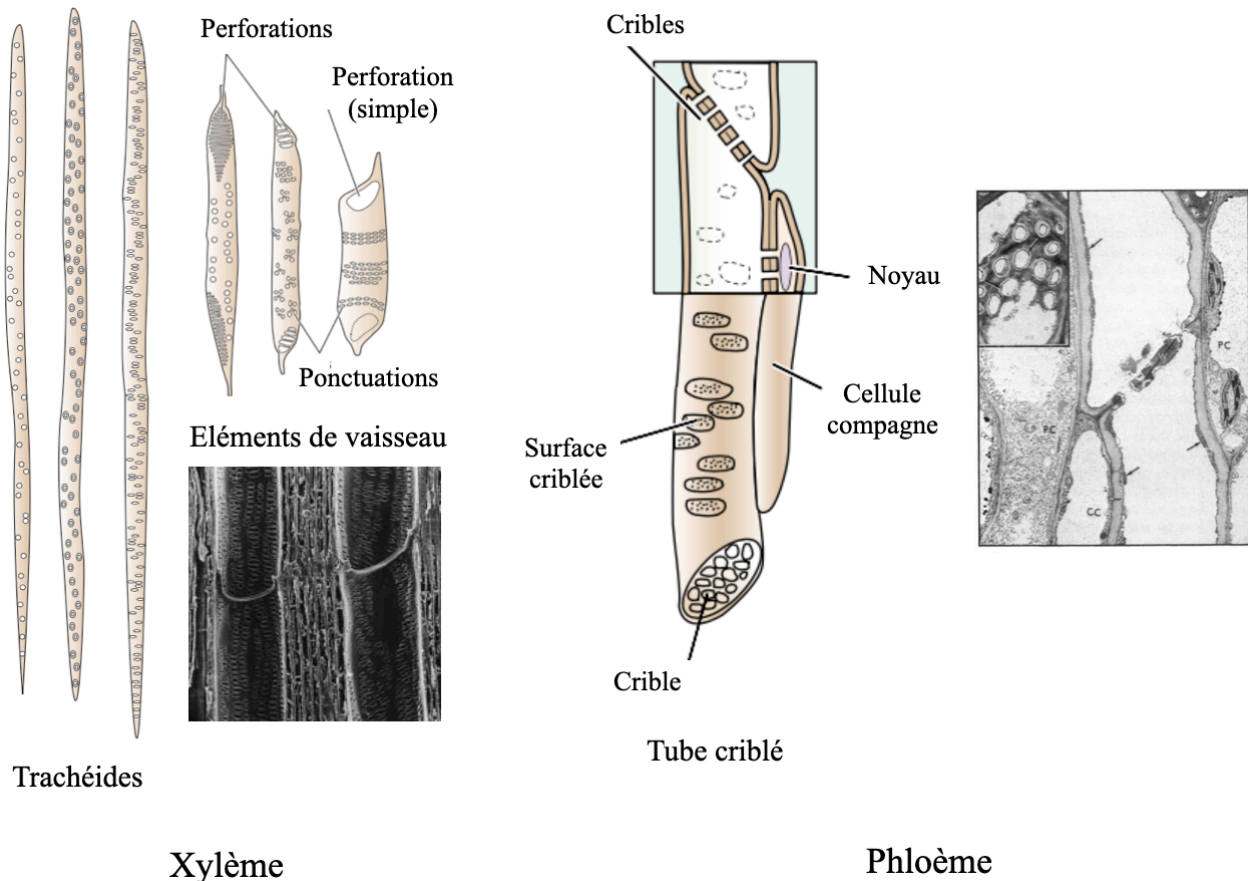 Perforations
Perforation
(simple)
Ponctuations
Eléments de vaisseau
Trachéides
Xylème
Cribles
Noyau
Cellule
compagne
Surface
criblée
Crible
Tube criblé
PC
PC
CC
Phloème